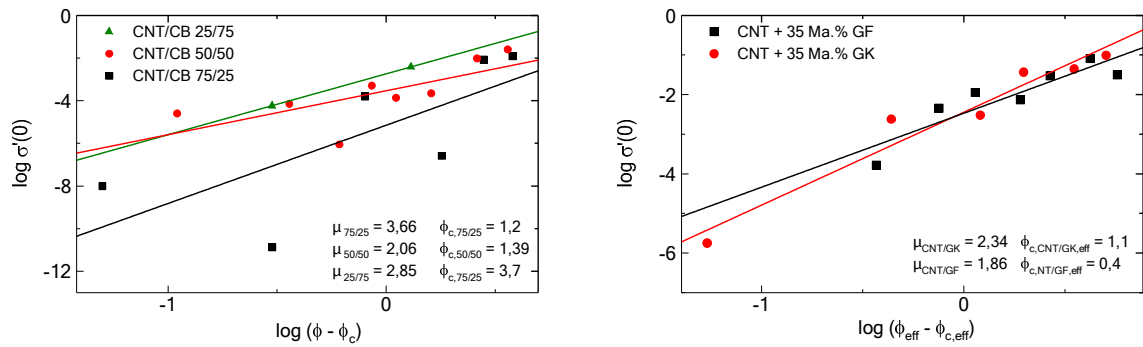 0
-4
-8
-12
log σ'(0)
CNT/CB 25/75
CNT/CB 50/50
CNT/CB 75/25
μ75/25 = 3,66 ϕc,75/25 = 1,2
μ50/50 = 2,06 ϕc,50/50 = 1,39
μ25/75 = 2,85 ϕc,75/25 = 3,7
-1 0
log (ϕ - ϕc)
0
-2
-4
-6
log σ'(0)
CNT + 35 Ma.% GF
CNT + 35 Ma.% GK
μCNT/GK = 2,34 ϕc,CNT/GK,eff = 1,1
μCNT/GF = 1,86 ϕc,NT/GF,eff = 0,4
-1 0
log (ϕeff - ϕc,eff)